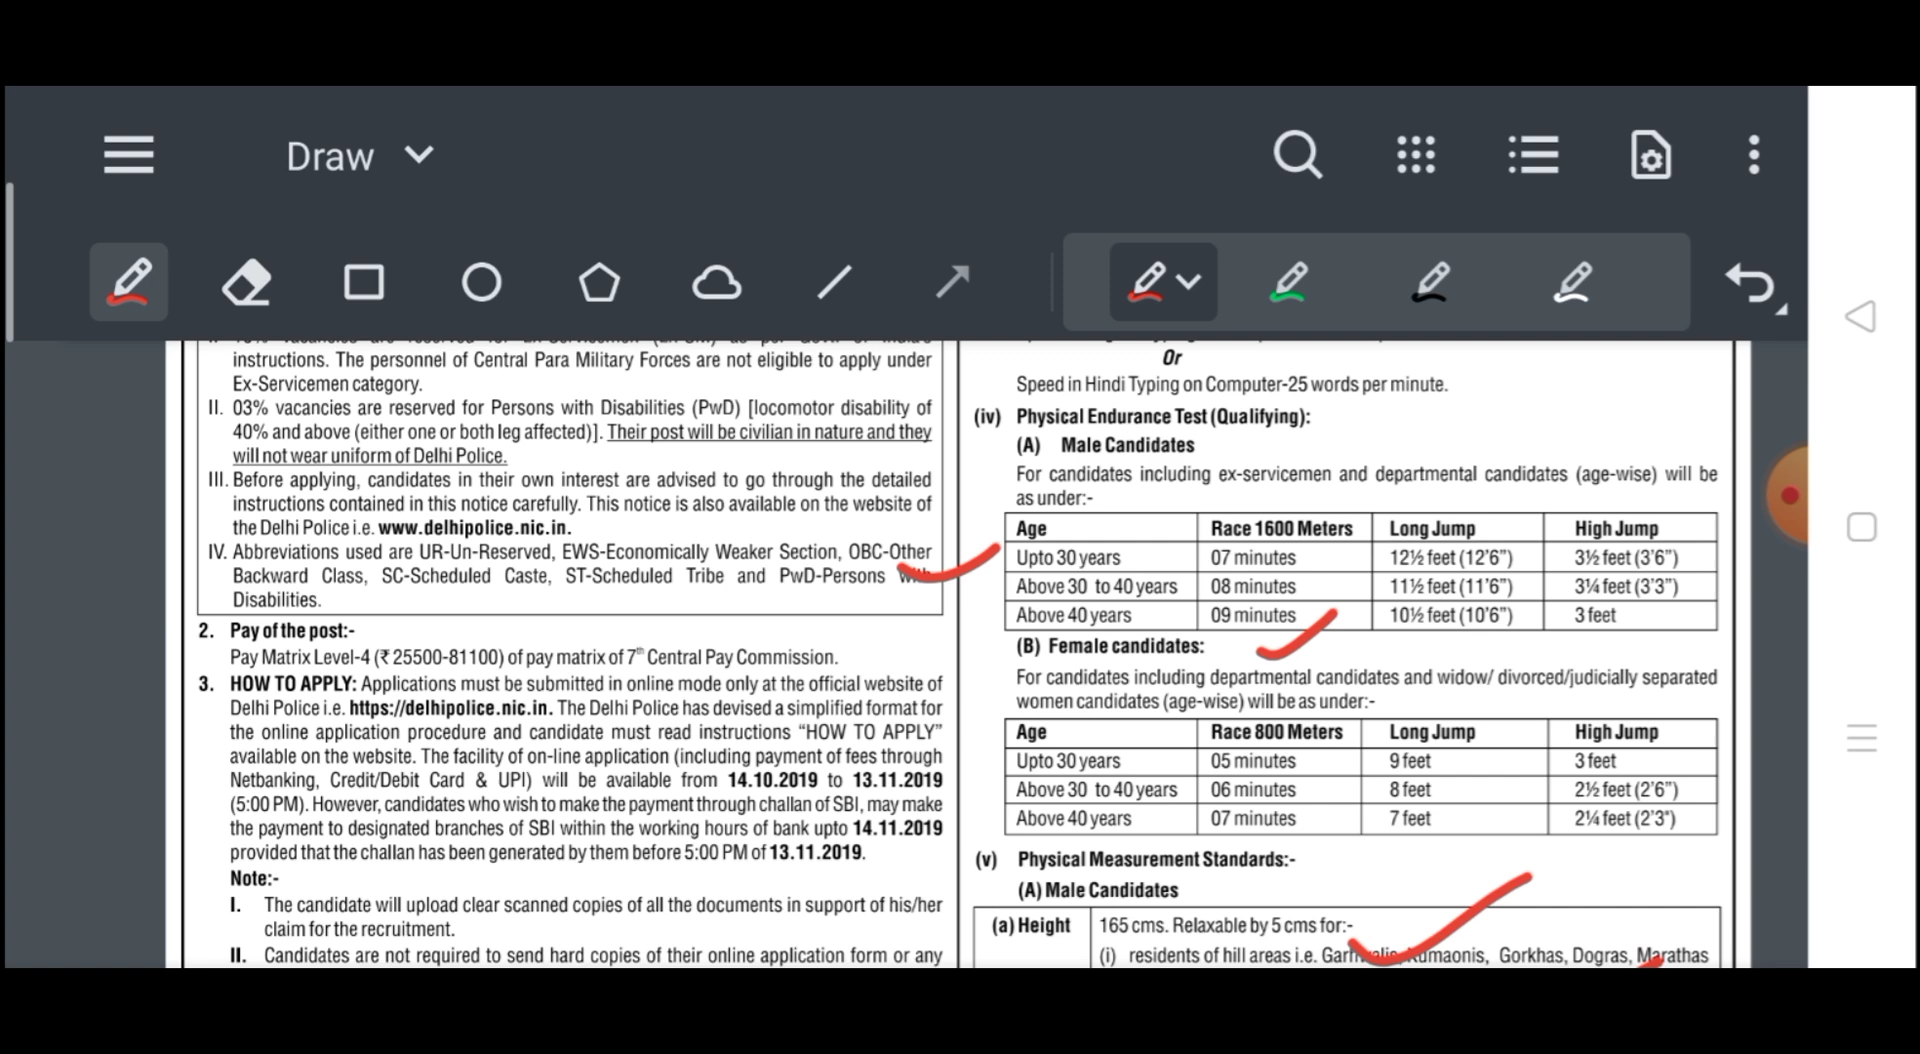 Draw
instructions. The personnel of Central Para Military Forces are not eligible to apply under
Ex-Servicemen category.
II. 03% vacancies are reserved for Persons with Disabilities (PwD) [locomotor disability of
40% and above (either one or both leg affected)]. Their post will be civilian in nature and they
will not wear uniform of Delhi Police.
III. Before applying, candidates in their own interest are advised to go through the detailed
instructions contained in this notice carefully. This notice is also available on the website of
the Delhi Police i.e. www.delhipolice.nic.in.
IV. Abbreviations used are UR-Un-Reserved, EWS-Economically Weaker Section, OBC-Other
Backward Class, SC-Scheduled Caste, ST-Scheduled Tribe and PwD-Persons with
Disabilities.
2. Pay of the post:-
Pay Matrix Level-4 (₹ 25500-81100) of pay matrix of 7th Central Pay Commission.
3. HOW TO APPLY: Applications must be submitted in online mode only at the official website of
Delhi Police i.e. https://delhipolice.nic.in. The Delhi Police has devised a simplified format for
the online application procedure and candidate must read instructions “HOW TO APPLY”
available on the website. The facility of on-line application (including payment of fees through
Netbanking, Credit/Debit Card & UPI) will be available from 14.10.2019 to 13.11.2019
(5:00 PM). However, candidates who wish to make the payment through challan of SBI, may make
the payment to designated branches of SBI within the working hours of bank upto 14.11.2019
provided that the challan has been generated by them before 5:00 PM of 13.11.2019.
Note:-
I. The candidate will upload clear scanned copies of all the documents in support of his/her
claim for the recruitment.
II. Candidates are not required to send hard copies of their online application form or any
Or
Speed in Hindi Typing on Computer-25 words per minute.
(iv) Physical Endurance Test (Qualifying):
(A) Male Candidates
For candidates including ex-servicemen and departmental candidates (age-wise) will be
as under:-
Age Race 1600 Meters Long Jump High Jump
Upto 30 years 07 minutes 12½ feet (12'6”) 3½ feet (3'6”)
Above 30 to 40 years 08 minutes 11½ feet (11'6”) 3¼ feet (3'3”)
Above 40 years 09 minutes 10½ feet (10'6”) 3 feet
(B) Female candidates:
For candidates including departmental candidates and widow/ divorced/judicially separated
women candidates (age-wise) will be as under:-
Age Race 800 Meters Long Jump High Jump
Upto 30 years 05 minutes 9 feet 3 feet
Above 30 to 40 years 06 minutes 8 feet 2½ feet (2'6”)
Above 40 years 07 minutes 7 feet 2¼ feet (2'3”)
(v) Physical Measurement Standards:-
(A) Male Candidates
(a) Height 165 cms. Relaxable by 5 cms for:-
(i) residents of hill areas i.e. Kumaonis, Gorkhas, Dogras, Marathas